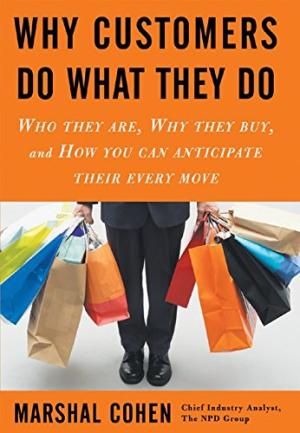 WHY CUSTOMERS
DO WHAT THEY DO
WHO THEY ARE, WHY THEY BUY,
and HOW YOU CAN ANTICIPATE
THEIR EVERY MOVE
MARSHAL COHEN
Chief Industry Analyst,
The NPD Group